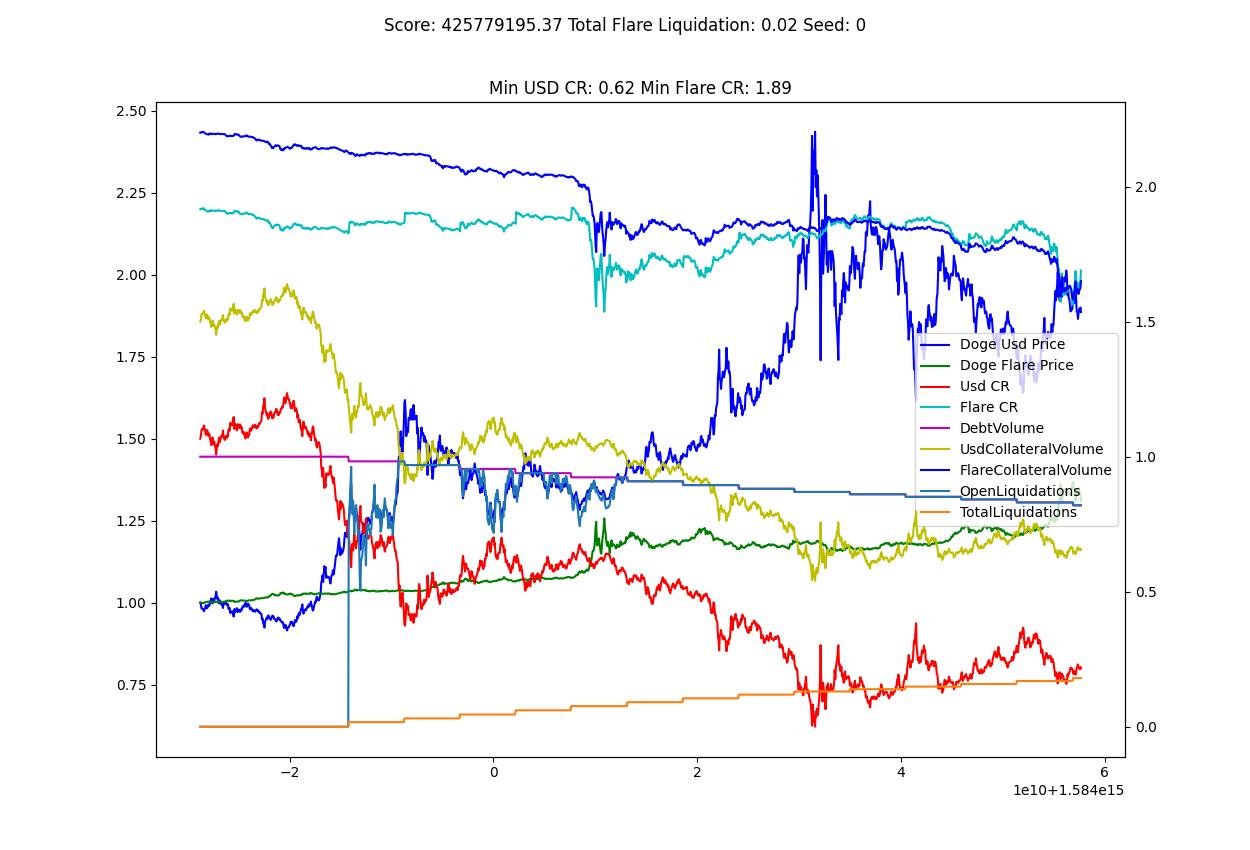 Score: 425779195.37 Total Flare Liquidation: 0.02 Seed: 0
Min USD CR: 0.62 Min Flare CR: 1.89
2.50
2.25
2.00
1.75
1.50
1.25
1.00
0.75
2.0
1.5
1.0
0.5
0.0
Doge Usd Price
Doge Flare Price
Usd CR
Flare CR
DebtVolume
UsdCollateralVolume
FlareCollateralVolume
OpenLiquidations
TotalLiquidations
−2 0 2 4 6
1e10+1.584e15